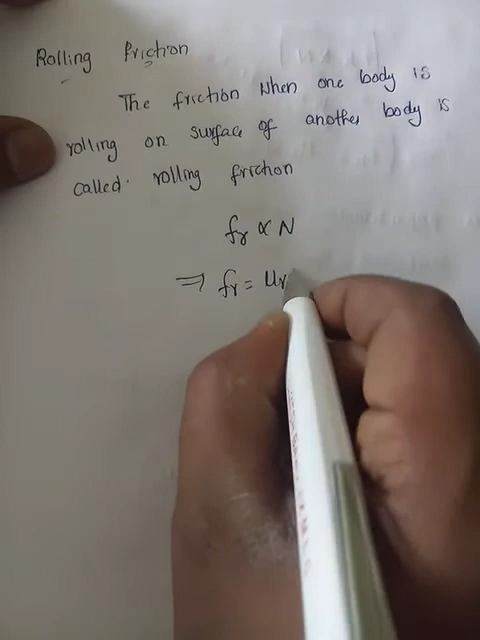 Rolling friction
The friction when one body is
rolling on surface of another body is
called. rolling friction
fr ∝ N
⇒ fr = μr